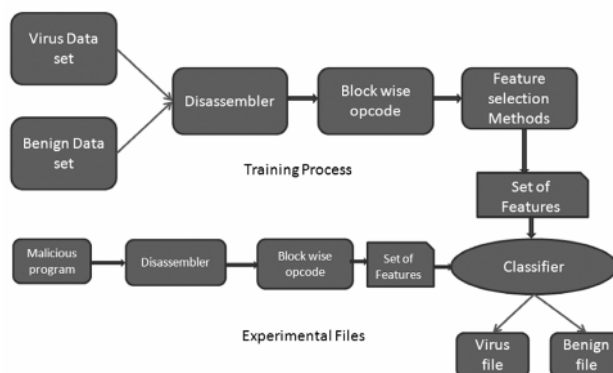 Virus Data
set
Benign Data
set
Disassembler
Block wise
opcode
Feature
selection
Methods
Training Process
Set of
Features
Malicious
program
Disassembler
Block wise
opcode
Set of
Features
Classifier
Experimental Files
Virus
file
Benign
file